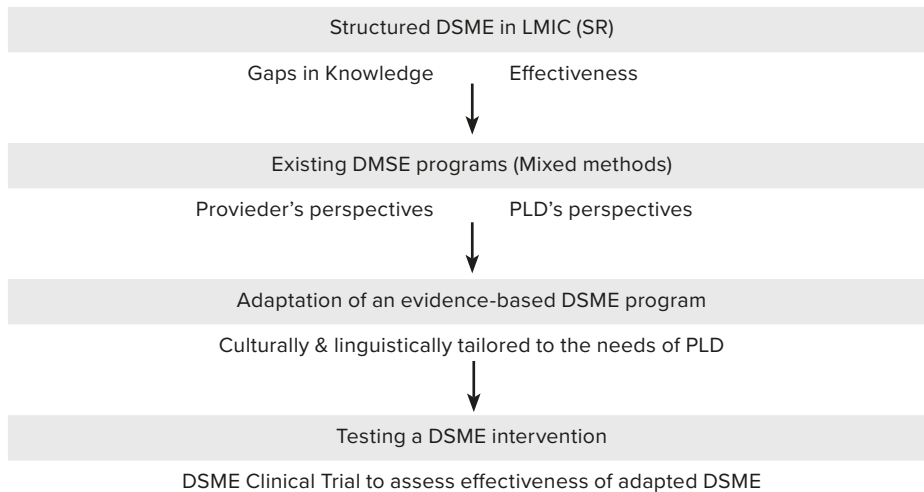 Structured DSME in LMIC (SR)
Gaps in Knowledge Effectiveness
Existing DMSE programs (Mixed methods)
Provieder's perspectives PLD's perspectives
Adaptation of an evidence-based DSME program
Culturally & linguistically tailored to the needs of PLD
Testing a DSME intervention
DSME Clinical Trial to assess effectiveness of adapted DSME